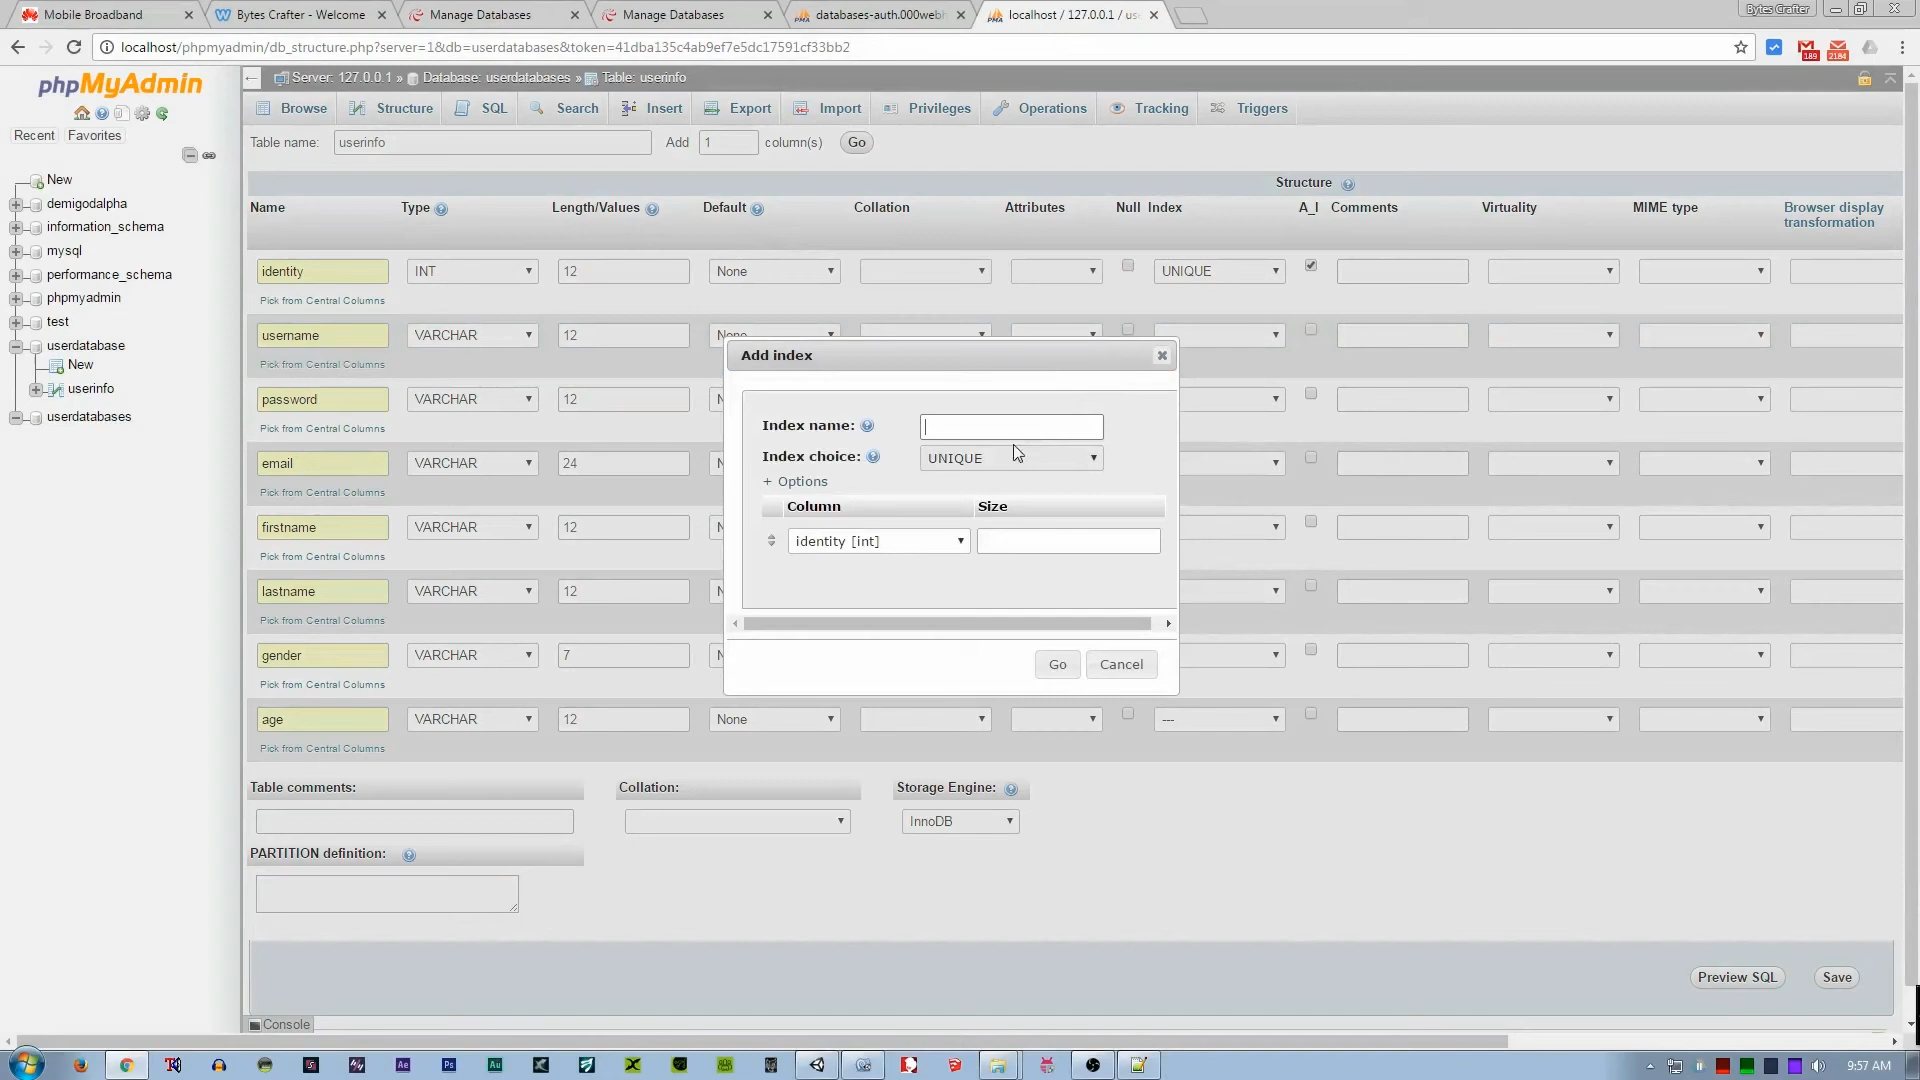 Mobile Broadband
Bytes Crafter - Welcome
Manage Databases
Manage Databases
databases-auth.000web
localhost / 127.0.0.1 / us
Bytes Crafter
localhost/phpmyadmin/db_structure.php?server=1&db=userdatabases&token=41dba135c4ab9ef7e5dc17591cf33bb2
189
2184
phpMyAdmin
Recent
Favorites
New
demigodalpha
information_schema
mysql
performance_schema
phpmyadmin
test
userdatabase
New
userinfo
userdatabases
Server: 127.0.0.1 » Database: userdatabases » Table: userinfo
Browse Structure SQL Search Insert Export Import Privileges Operations Tracking Triggers
Table name: userinfo Add 1 column(s) Go
Structure
Name Type Length/Values Default Collation Attributes Null Index A_I Comments Virtuality MIME type Browser display transformation
identity INT 12 None UNIQUE
Pick from Central Columns
username VARCHAR 12 None
Pick from Central Columns
password VARCHAR 12 N
Pick from Central Columns
email VARCHAR 24 N
Pick from Central Columns
firstname VARCHAR 12 N
Pick from Central Columns
lastname VARCHAR 12 N
Pick from Central Columns
gender VARCHAR 7 N
Pick from Central Columns
age VARCHAR 12 None ---
Pick from Central Columns
Add index
Index name:
Index choice: UNIQUE
+ Options
Column Size
identity [int]
Go Cancel
Table comments: Collation: Storage Engine:
InnoDB
PARTITION definition:
Preview SQL Save
Console
Ae Ps Au
9:57 AM